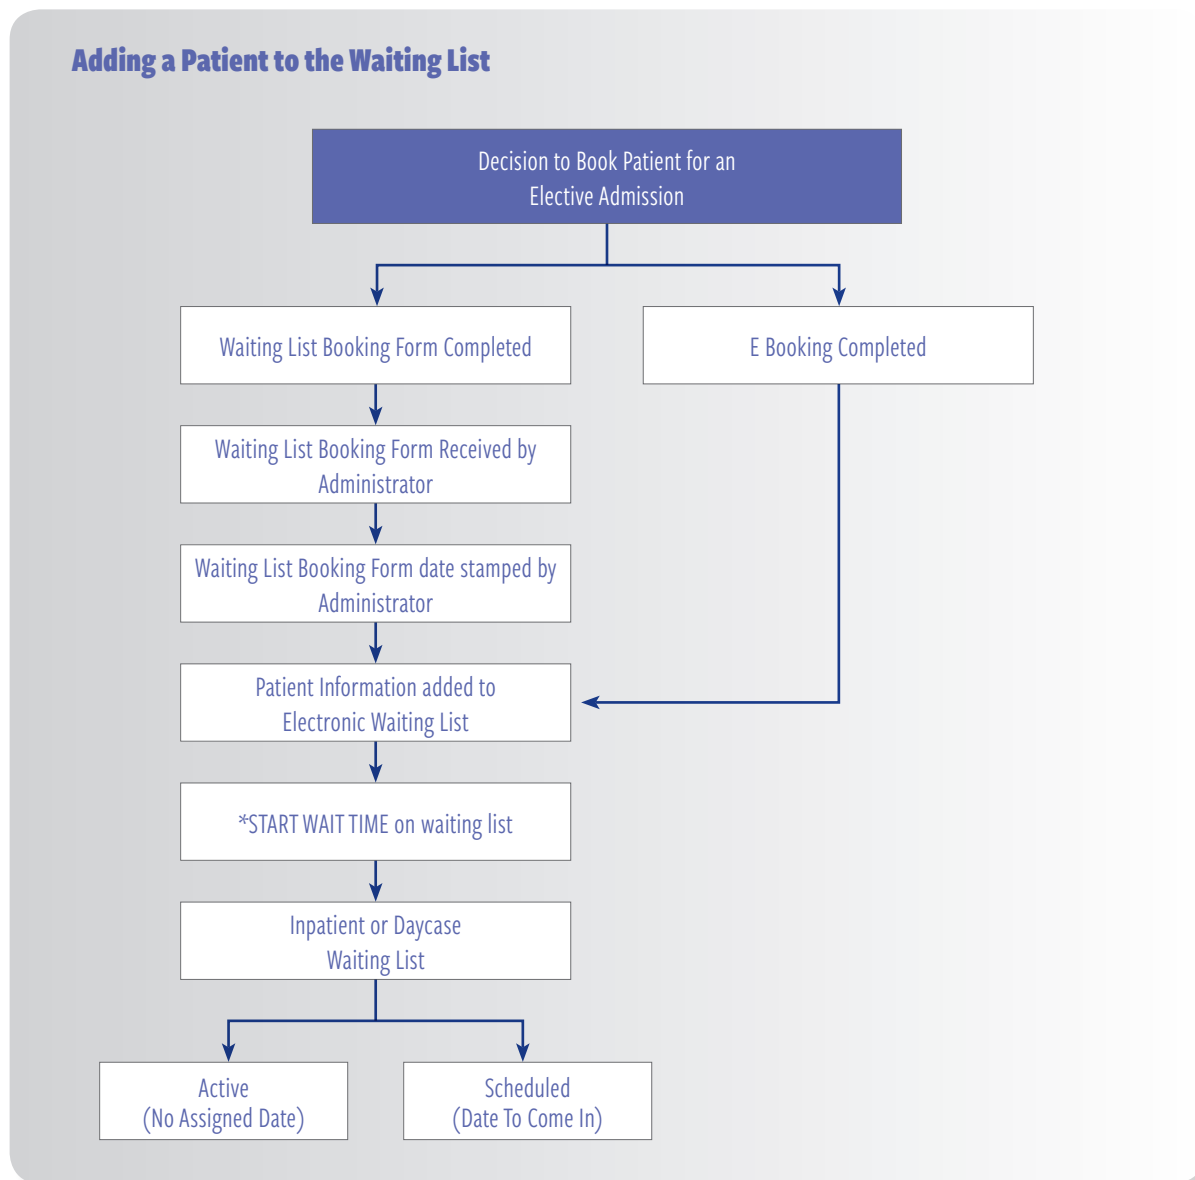 Adding a Patient to the Waiting List
Decision to Book Patient for an
Elective Admission
Waiting List Booking Form Completed
E Booking Completed
Waiting List Booking Form Received by
Administrator
Waiting List Booking Form date stamped by
Administrator
Patient Information added to
Electronic Waiting List
*START WAIT TIME on waiting list
Inpatient or Daycase
Waiting List
Active
(No Assigned Date)
Scheduled
(Date To Come In)